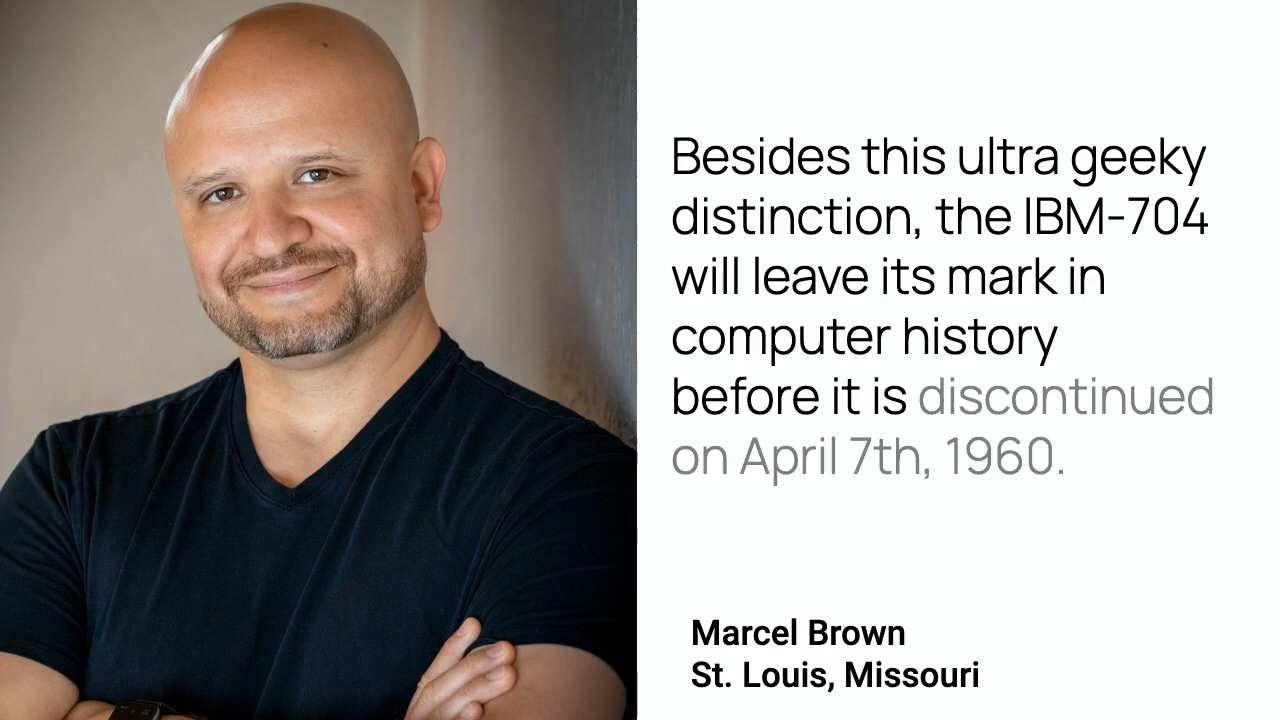 Besides this ultra geeky
distinction, the IBM-704
will leave its mark in
computer history
before it is discontinued
on April 7th, 1960.
Marcel Brown
St. Louis, Missouri